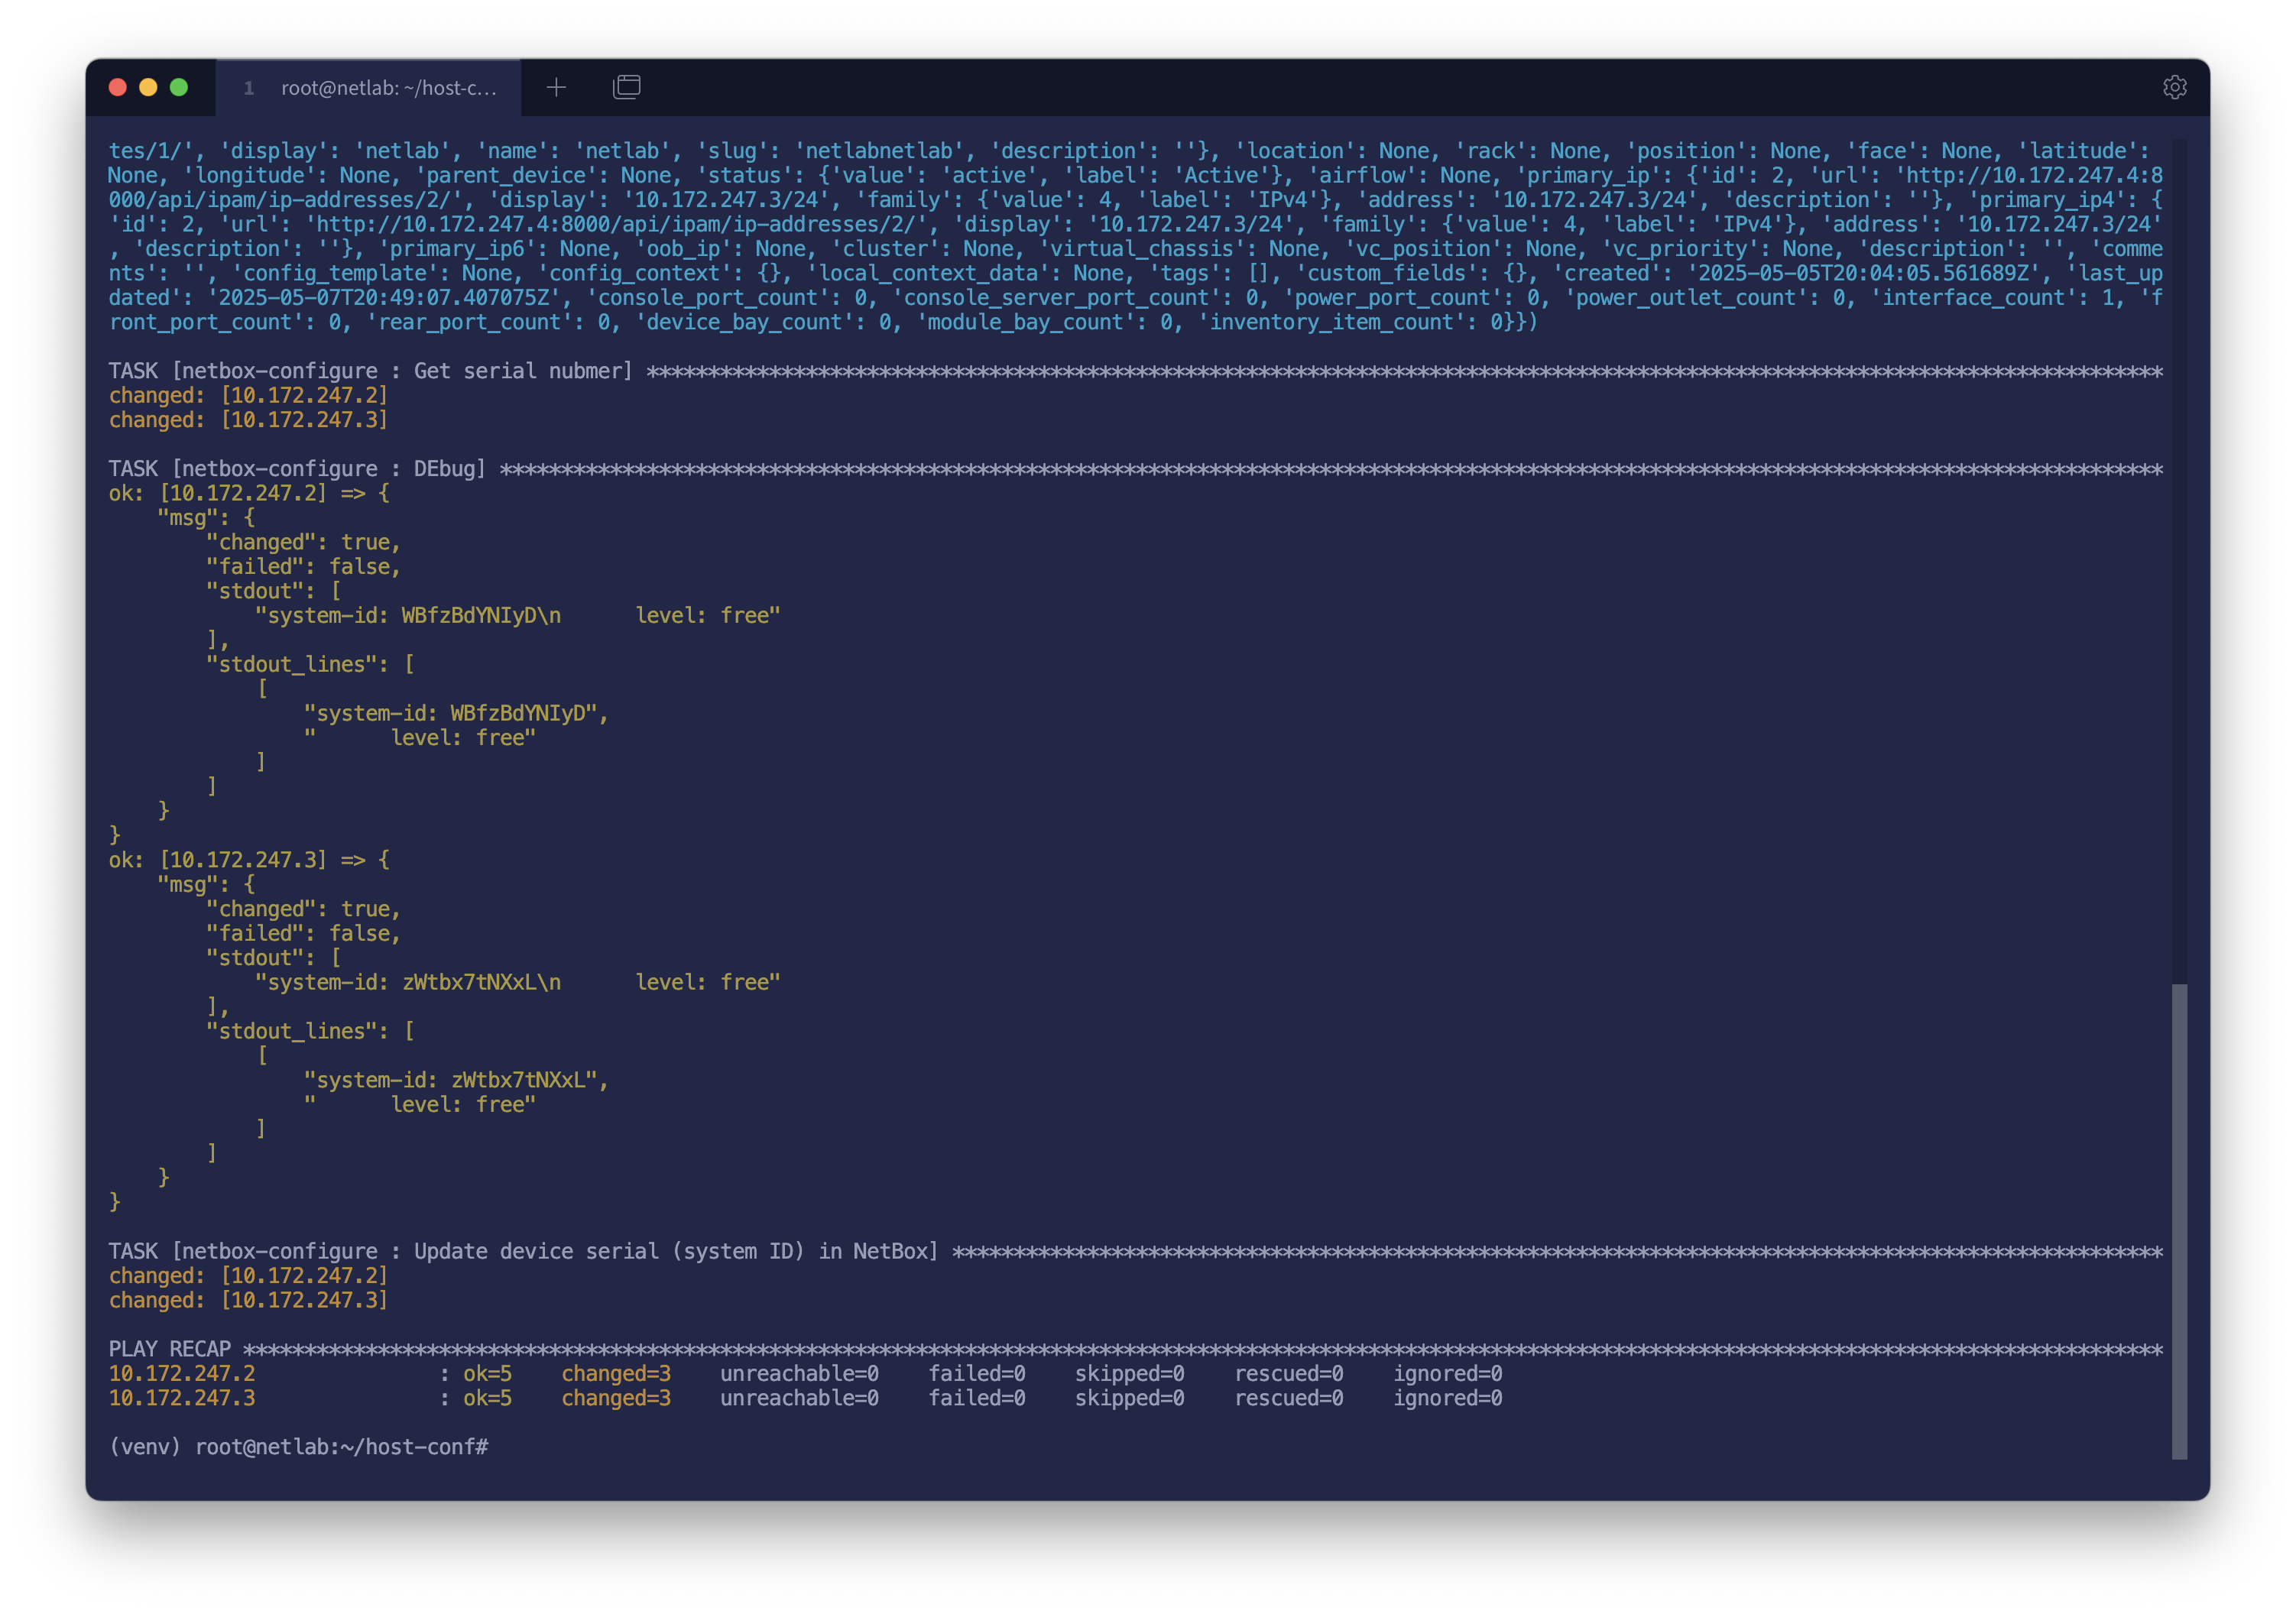 1 root@netlab: ~/host-c...
tes/1/', 'display': 'netlab', 'name': 'netlab', 'slug': 'netlabnetlab', 'description': ''}, 'location': None, 'rack': None, 'position': None, 'face': None, 'latitude':
None, 'longitude': None, 'parent_device': None, 'status': {'value': 'active', 'label': 'Active'}, 'airflow': None, 'primary_ip': {'id': 2, 'url': 'http://10.172.247.4:8
000/api/ipam/ip-addresses/2/', 'display': '10.172.247.3/24', 'family': {'value': 4, 'label': 'IPv4'}, 'address': '10.172.247.3/24', 'description': ''}, 'primary_ip4': {
'id': 2, 'url': 'http://10.172.247.4:8000/api/ipam/ip-addresses/2/', 'display': '10.172.247.3/24', 'family': {'value': 4, 'label': 'IPv4'}, 'address': '10.172.247.3/24'
, 'description': ''}, 'primary_ip6': None, 'oob_ip': None, 'cluster': None, 'virtual_chassis': None, 'vc_position': None, 'vc_priority': None, 'description': '', 'comme
nts': '', 'config_template': None, 'config_context': {}, 'local_context_data': None, 'tags': [], 'custom_fields': {}, 'created': '2025-05-05T20:04:05.561689Z', 'last_up
dated': '2025-05-07T20:49:07.407075Z', 'console_port_count': 0, 'console_server_port_count': 0, 'power_port_count': 0, 'power_outlet_count': 0, 'interface_count': 1, 'f
ront_port_count': 0, 'rear_port_count': 0, 'device_bay_count': 0, 'module_bay_count': 0, 'inventory_item_count': 0}})
TASK [netbox-configure : Get serial nubmer] ****************************************************************************************************************************
changed: [10.172.247.2]
changed: [10.172.247.3]
TASK [netbox-configure : DEbug] ****************************************************************************************************************************************
ok: [10.172.247.2] => {
    "msg": {
        "changed": true,
        "failed": false,
        "stdout": [
            "system-id: WBfzBdYNIyD\n      level: free"
        ],
        "stdout_lines": [
            [
                "system-id: WBfzBdYNIyD",
                "      level: free"
            ]
        ]
    }
}
ok: [10.172.247.3] => {
    "msg": {
        "changed": true,
        "failed": false,
        "stdout": [
            "system-id: zWtbx7tNXxL\n      level: free"
        ],
        "stdout_lines": [
            [
                "system-id: zWtbx7tNXxL",
                "      level: free"
            ]
        ]
    }
}
TASK [netbox-configure : Update device serial (system ID) in NetBox] ***************************************************************************************************
changed: [10.172.247.2]
changed: [10.172.247.3]
PLAY RECAP *************************************************************************************************************************************************************
10.172.247.2               : ok=5    changed=3    unreachable=0    failed=0    skipped=0    rescued=0    ignored=0
10.172.247.3               : ok=5    changed=3    unreachable=0    failed=0    skipped=0    rescued=0    ignored=0
(venv) root@netlab:~/host-conf#